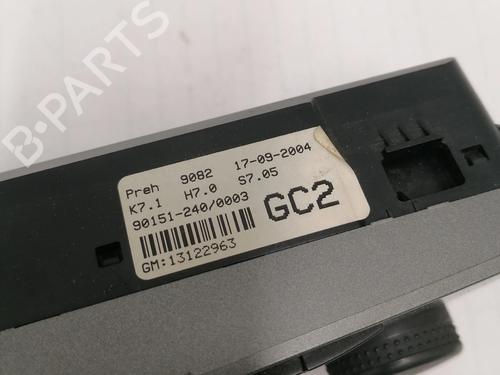 B-PARTS
Preh 9082 17-09-2004
K7.1 H7.0 S7.05
90151-240/0003 GC2
GM:13122963